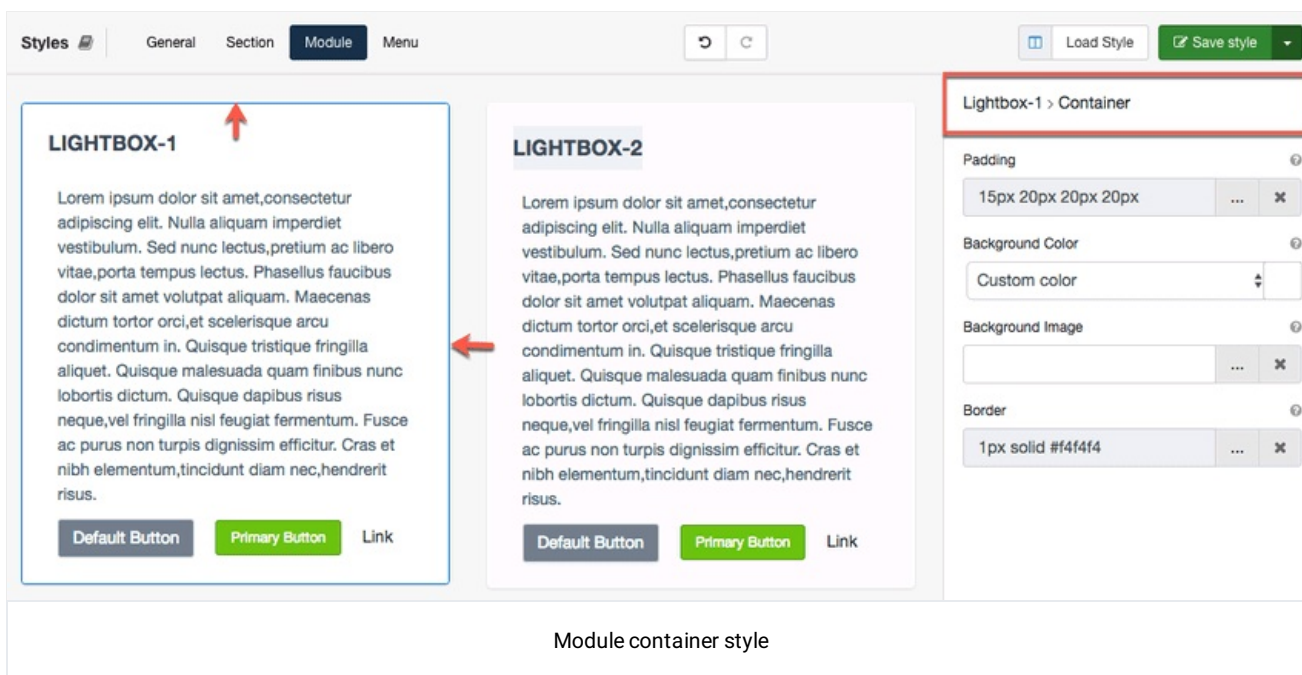 Styles General Section Module Menu Load Style Save style
Lightbox-1 > Container
LIGHTBOX-1
Lorem ipsum dolor sit amet,consectetur
adipiscing elit. Nulla aliquam imperdiet
vestibulum. Sed nunc lectus,pretium ac libero
vitae,porta tempus lectus. Phasellus faucibus
dolor sit amet volutpat aliquam. Maecenas
dictum tortor orci,et scelerisque arcu
condimentum in. Quisque tristique fringilla
aliquet. Quisque malesuada quam finibus nunc
lobortis dictum. Quisque dapibus risus
neque,vel fringilla nisl feugiat fermentum. Fusce
ac purus non turpis dignissim efficitur. Cras et
nibh elementum,tincidunt diam nec,hendrerit
risus.
Default Button Primary Button Link
LIGHTBOX-2
Lorem ipsum dolor sit amet,consectetur
adipiscing elit. Nulla aliquam imperdiet
vestibulum. Sed nunc lectus,pretium ac libero
vitae,porta tempus lectus. Phasellus faucibus
dolor sit amet volutpat aliquam. Maecenas
dictum tortor orci,et scelerisque arcu
condimentum in. Quisque tristique fringilla
aliquet. Quisque malesuada quam finibus nunc
lobortis dictum. Quisque dapibus risus
neque,vel fringilla nisl feugiat fermentum. Fusce
ac purus non turpis dignissim efficitur. Cras et
nibh elementum,tincidunt diam nec,hendrerit
risus.
Default Button Primary Button Link
Padding
15px 20px 20px 20px ...
Background Color
Custom color
Background Image
...
Border
1px solid #f4f4f4 ...
Module container style